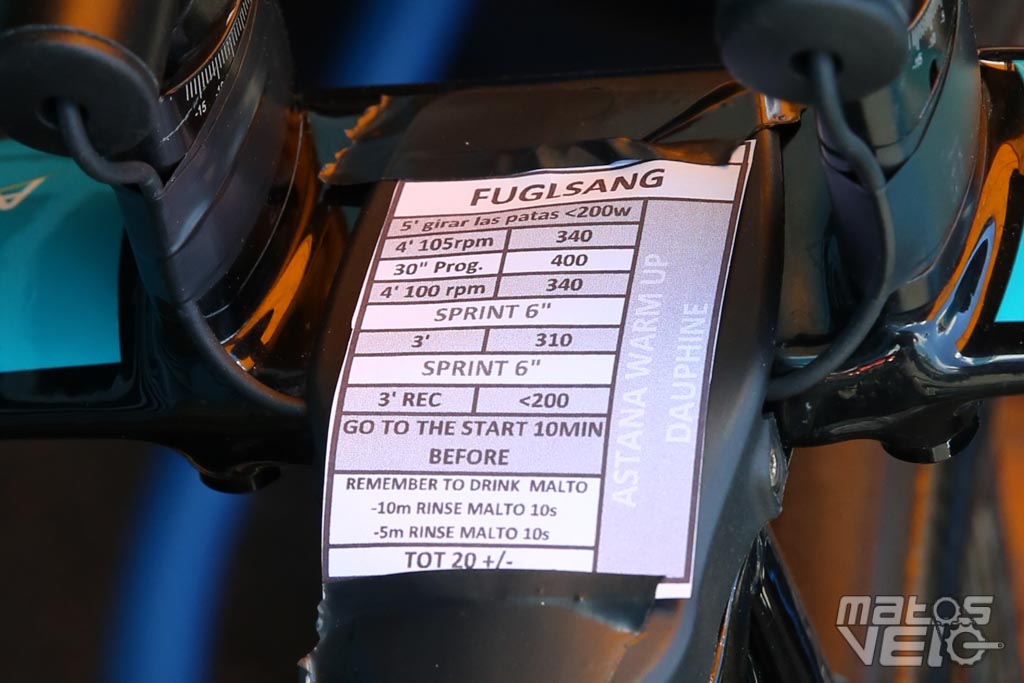 FUGLSANG
5' girar las patas <200w
4' 105rpm 340
30" Prog. 400
4' 100 rpm 340
SPRINT 6"
3' 310
SPRINT 6"
3' REC <200
GO TO THE START 10MIN
BEFORE
REMEMBER TO DRINK MALTO
-10m RINSE MALTO 10s
-5m RINSE MALTO 10s
TOT 20 +/-
ASTANA WARM UP
DAUPHINE
-15
matos
VELO